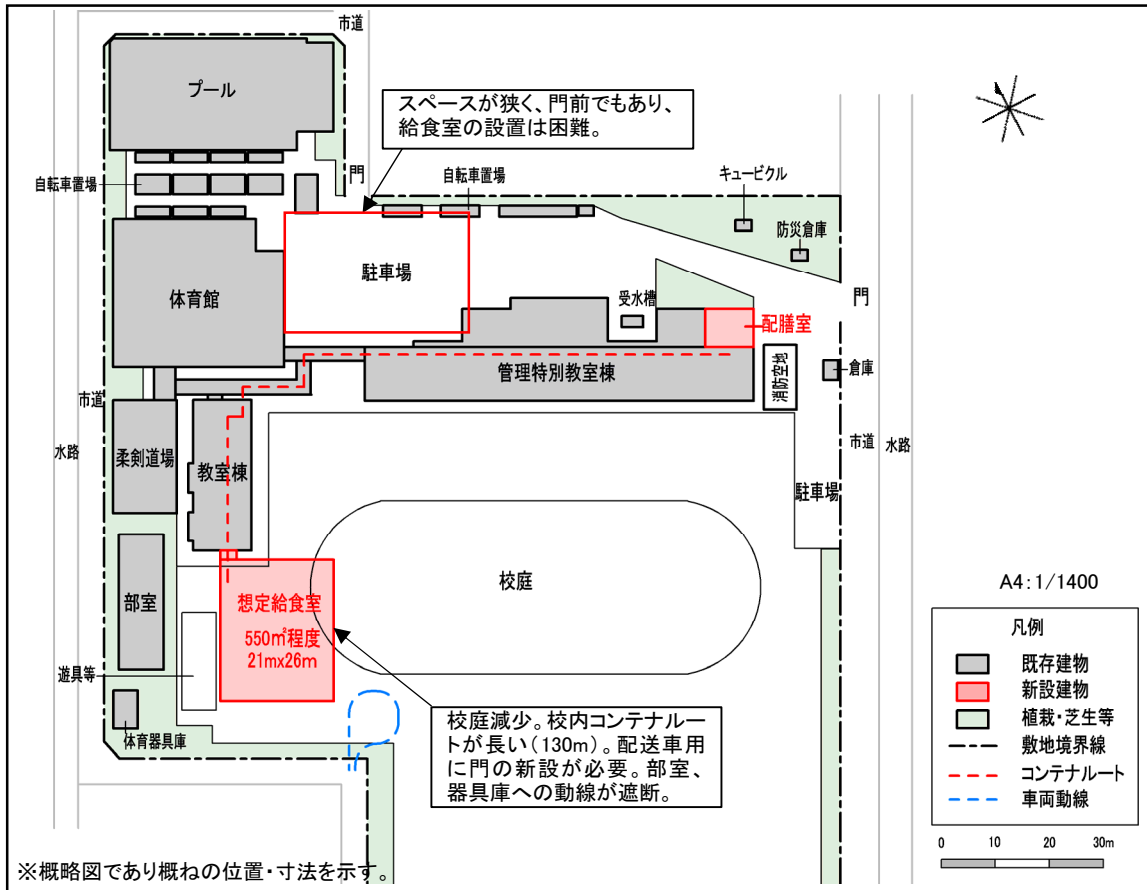 市道
プール
スペースが狭く、門前でもあり、
給食室の設置は困難。
門
自転車置場
自転車置場
キュービクル
防災倉庫
駐車場
体育館
受水槽
門
配膳室
管理特別教室棟
消防空地
倉庫
市道
水路
柔剣道場
教室棟
市道
水路
駐車場
校庭
A4:1/1400
部室
想定給食室
550㎡程度
21mx26m
遊具等
体育器具庫
校庭減少。校内コンテナルー
トが長い(130m)。配送車用
に門の新設が必要。部室、
器具庫への動線が遮断。
凡例
既存建物
新設建物
植栽・芝生等
敷地境界線
コンテナルート
車両動線
0 10 20 30m
※概略図であり概ねの位置・寸法を示す。